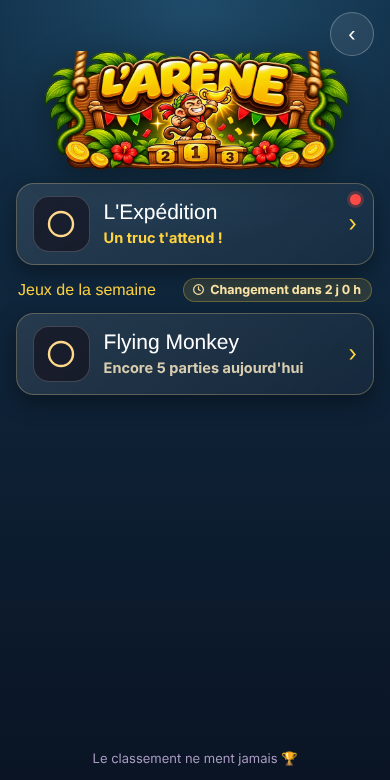 ‹
L'ARÈNE
2 1 3
L'Expédition
Un truc t'attend !
›
Jeux de la semaine
Changement dans 2 j 0 h
Flying Monkey
Encore 5 parties aujourd'hui
›
Le classement ne ment jamais 🏆